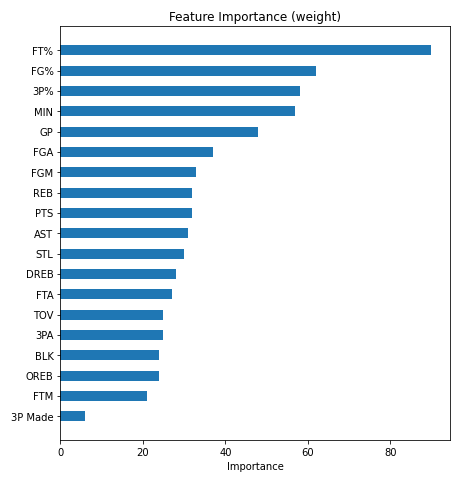 Feature Importance (weight)
FT%
FG%
3P%
MIN
GP
FGA
FGM
REB
PTS
AST
STL
DREB
FTA
TOV
3PA
BLK
OREB
FTM
3P Made
0 20 40 60 80
Importance